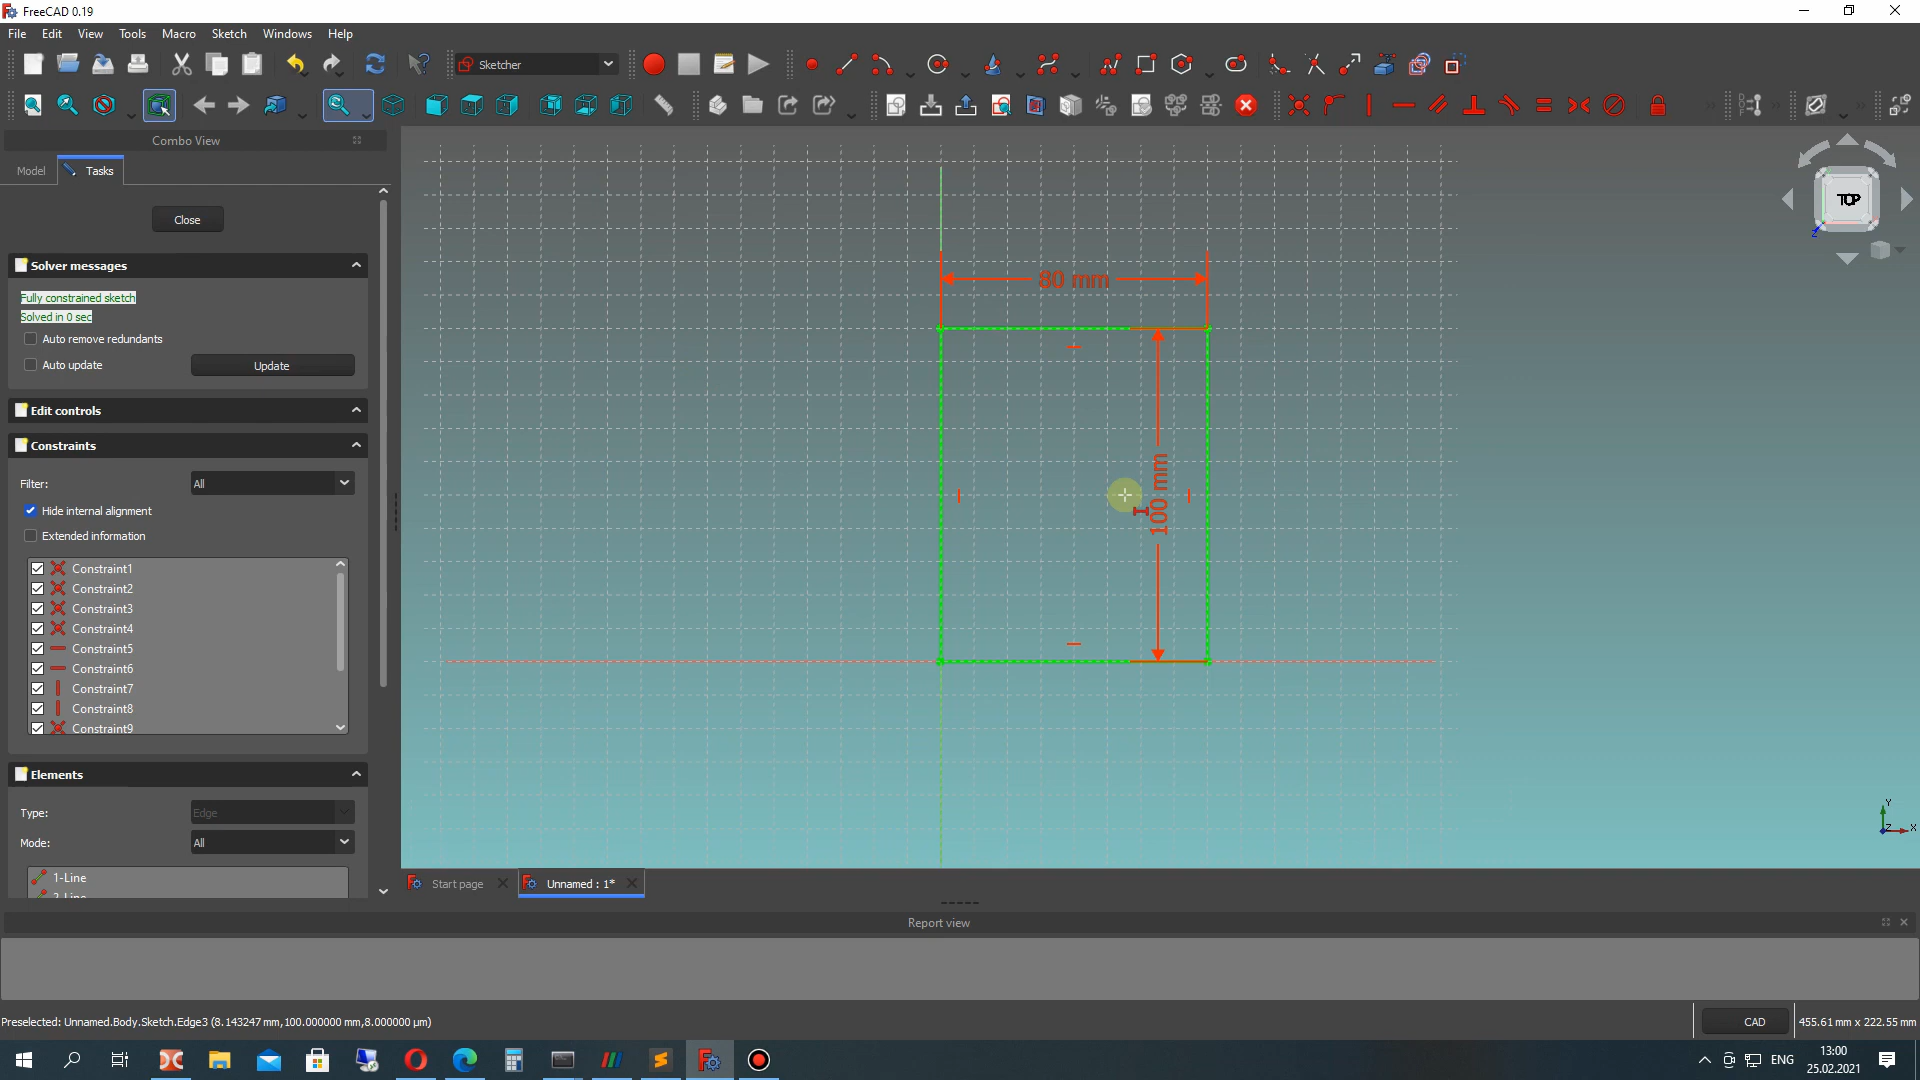 FreeCAD 0.19
File Edit View Tools Macro Sketch Windows Help
Sketcher
Combo View
Model Tasks
Close
Solver messages
Fully constrained sketch
Solved in 0 sec
Auto remove redundants
Auto update Update
Edit controls
Constraints
Filter: All
Hide internal alignment
Extended information
Constraint1
Constraint2
Constraint3
Constraint4
Constraint5
Constraint6
Constraint7
Constraint8
Constraint9
Elements
Type: Edge
Mode: All
1-Line
2-Line
80 mm
100 mm
TOP
Z
Y
Z X
Start page Unnamed : 1*
Report view
Preselected: Unnamed.Body.Sketch.Edge3 (8.143247 mm,100.000000 mm,8.000000 µm)
CAD 455.61 mm x 222.55 mm
ENG 13:00
25.02.2021